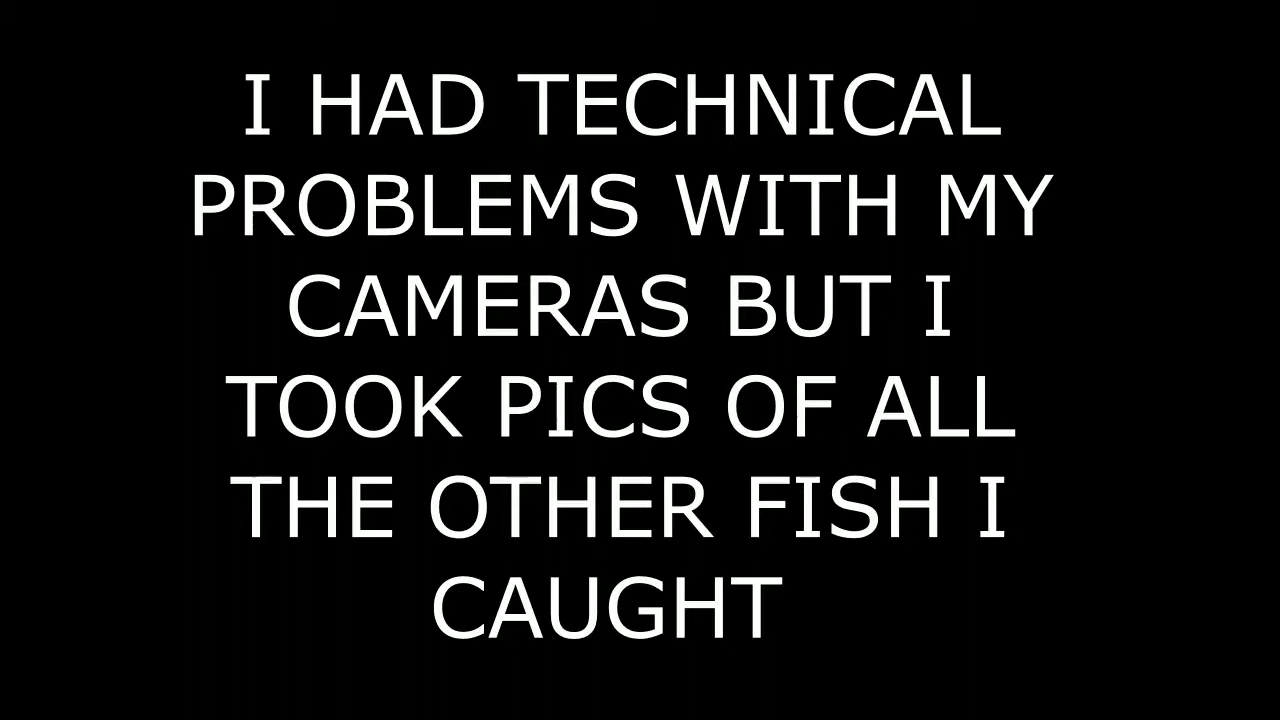 I HAD TECHNICAL
PROBLEMS WITH MY
CAMERAS BUT I
TOOK PICS OF ALL
THE OTHER FISH I
CAUGHT